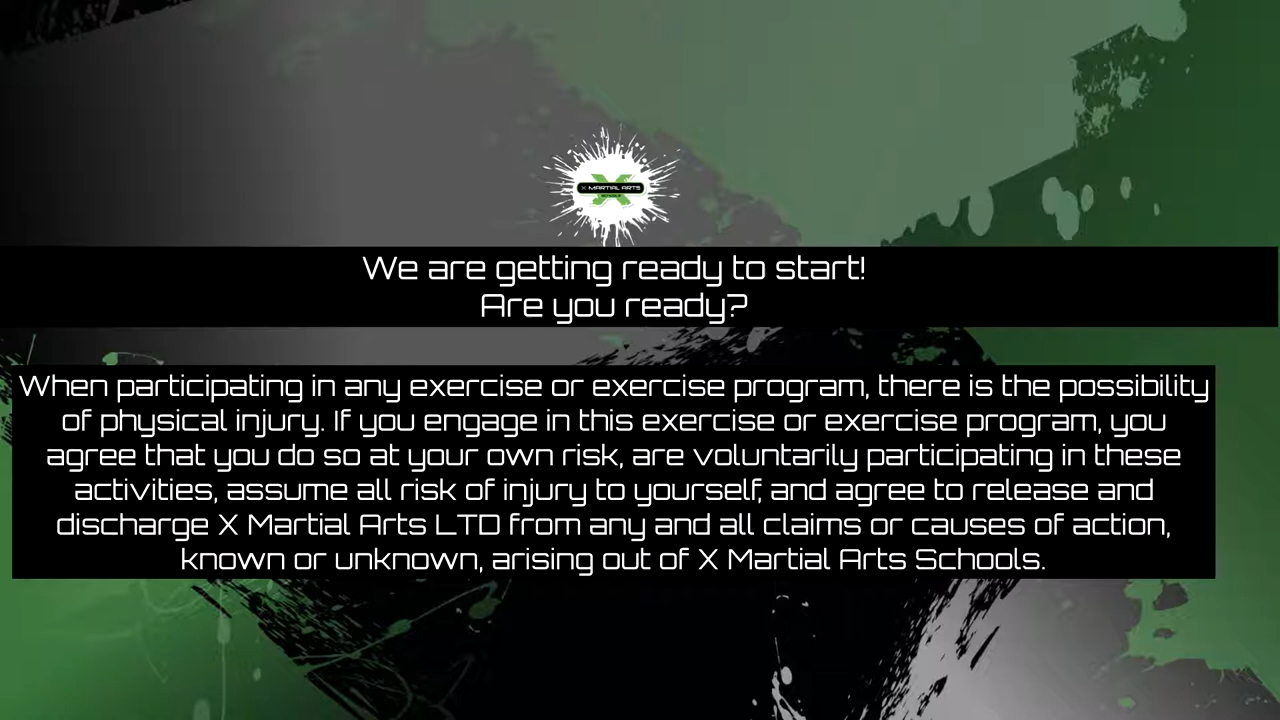 X MARTIAL ARTS
SCHOOLS
We are getting ready to start!
Are you ready?
When participating in any exercise or exercise program, there is the possibility
of physical injury. If you engage in this exercise or exercise program, you
agree that you do so at your own risk, are voluntarily participating in these
activities, assume all risk of injury to yourself, and agree to release and
discharge X Martial Arts LTD from any and all claims or causes of action,
known or unknown, arising out of X Martial Arts Schools.